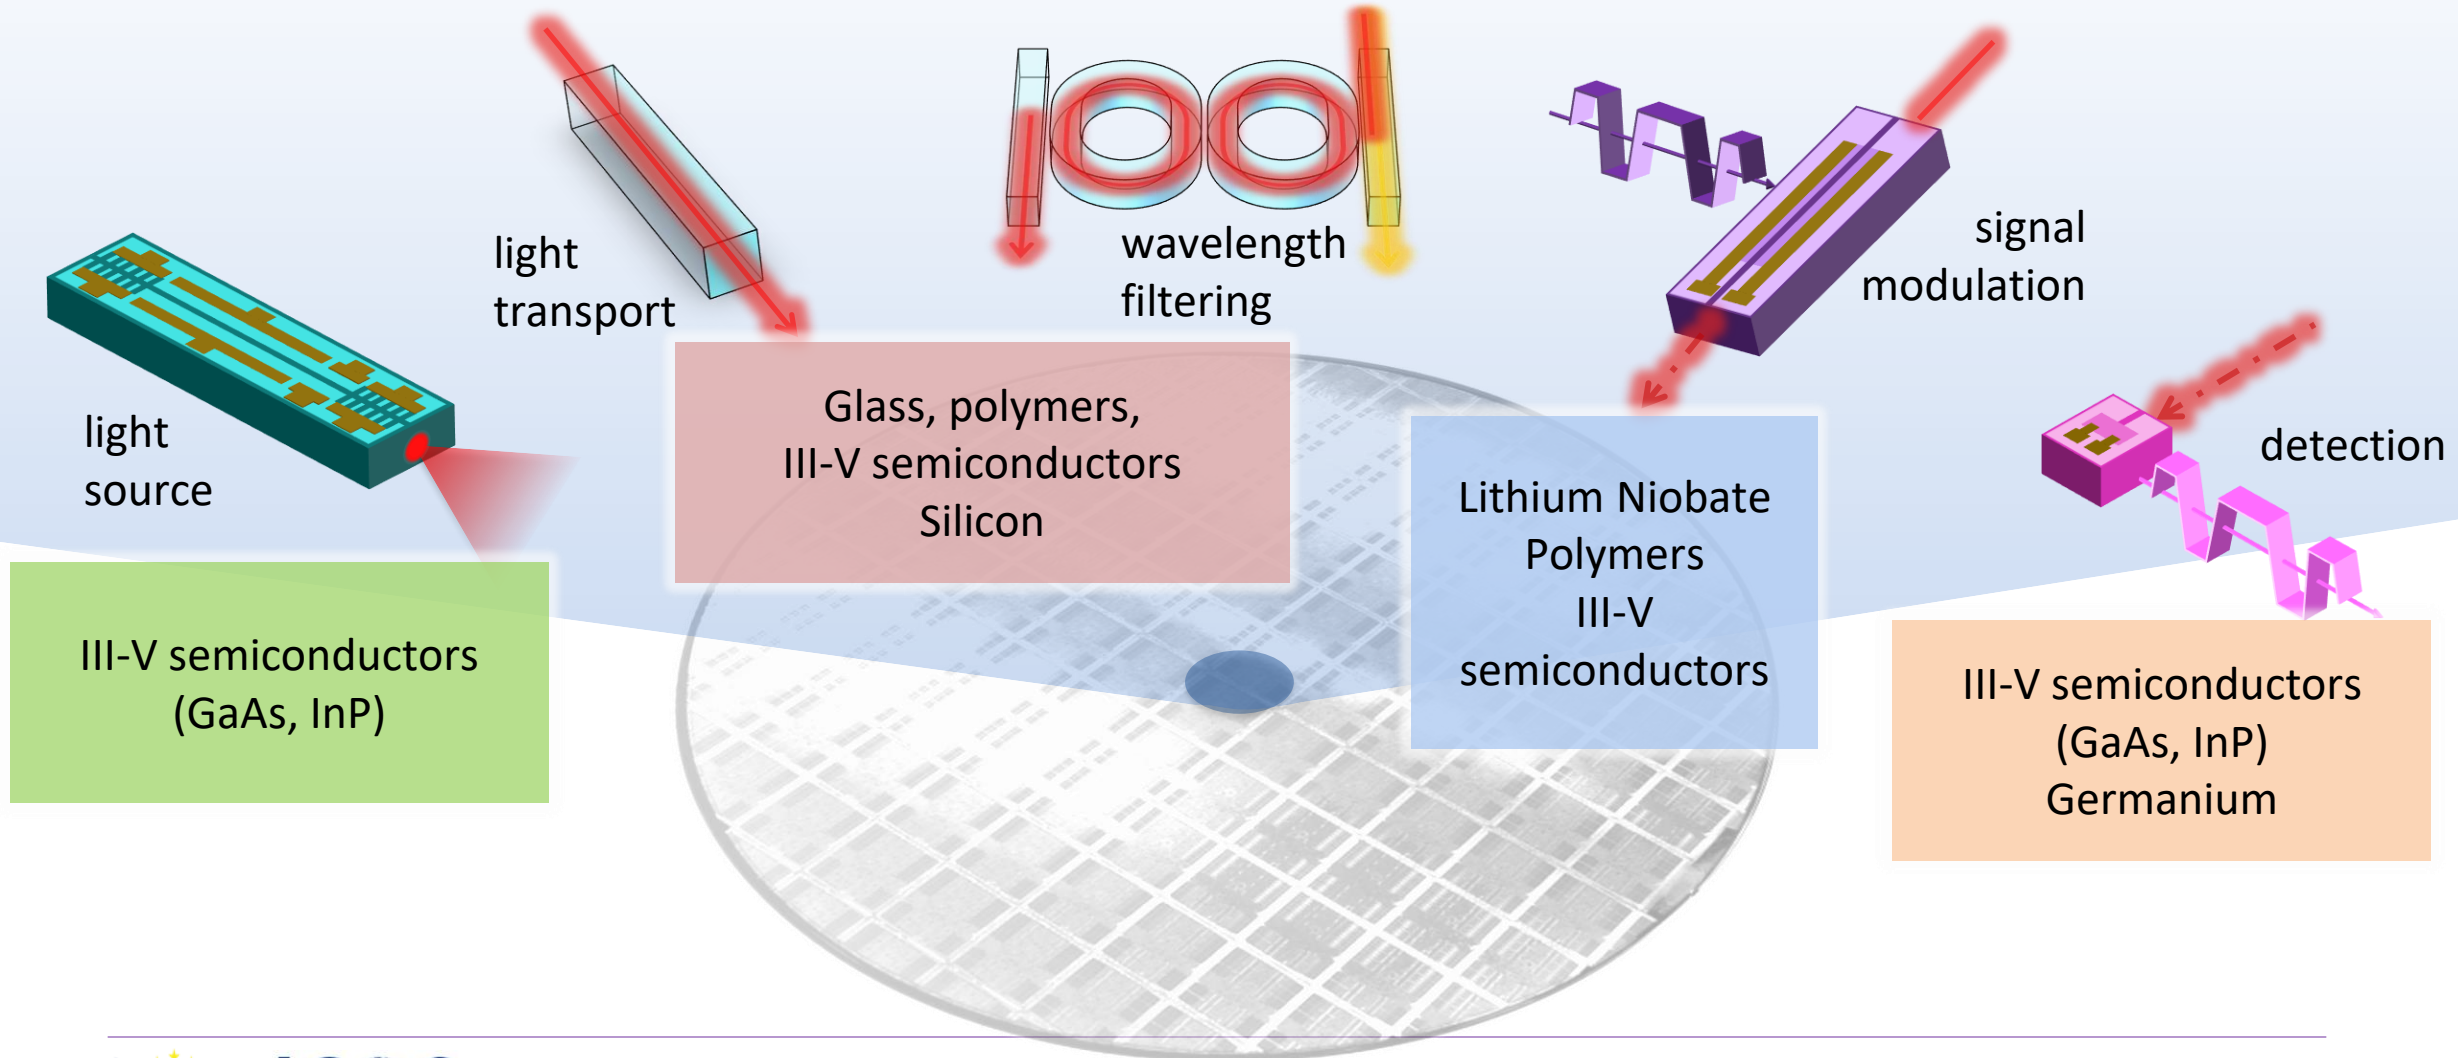 light
transport
wavelength
filtering
signal
modulation
light
source
detection
Glass, polymers,
III-V semiconductors
Silicon
Lithium Niobate
Polymers
III-V
semiconductors
III-V semiconductors
(GaAs, InP)
III-V semiconductors
(GaAs, InP)
Germanium